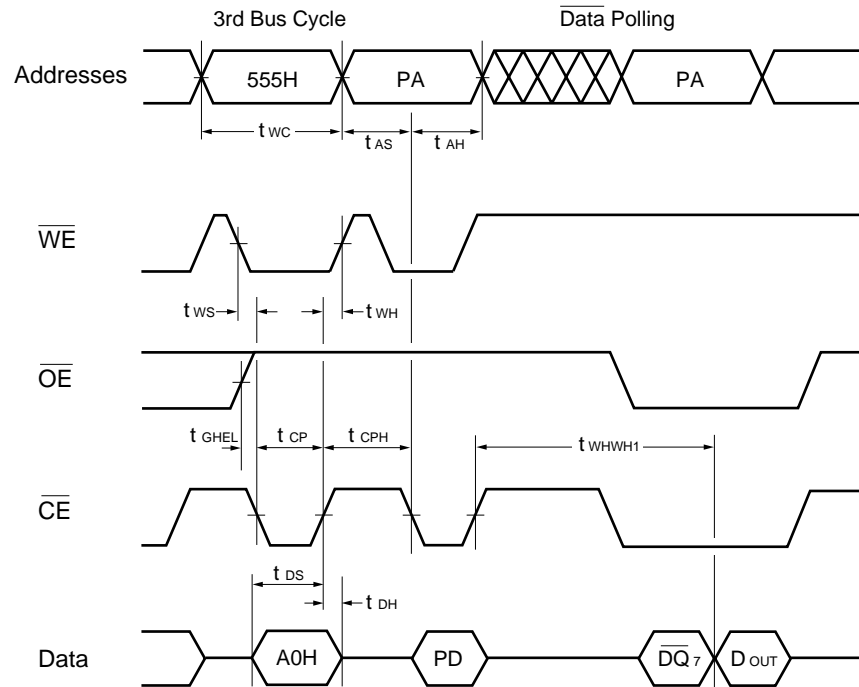 3rd Bus Cycle Data Polling
Addresses 555H PA PA
t WC t AS t AH
WE
t WS t WH
OE
t GHEL t CP t CPH t WHWH1
CE
t DS
t DH
Data A0H PD DQ 7 D OUT